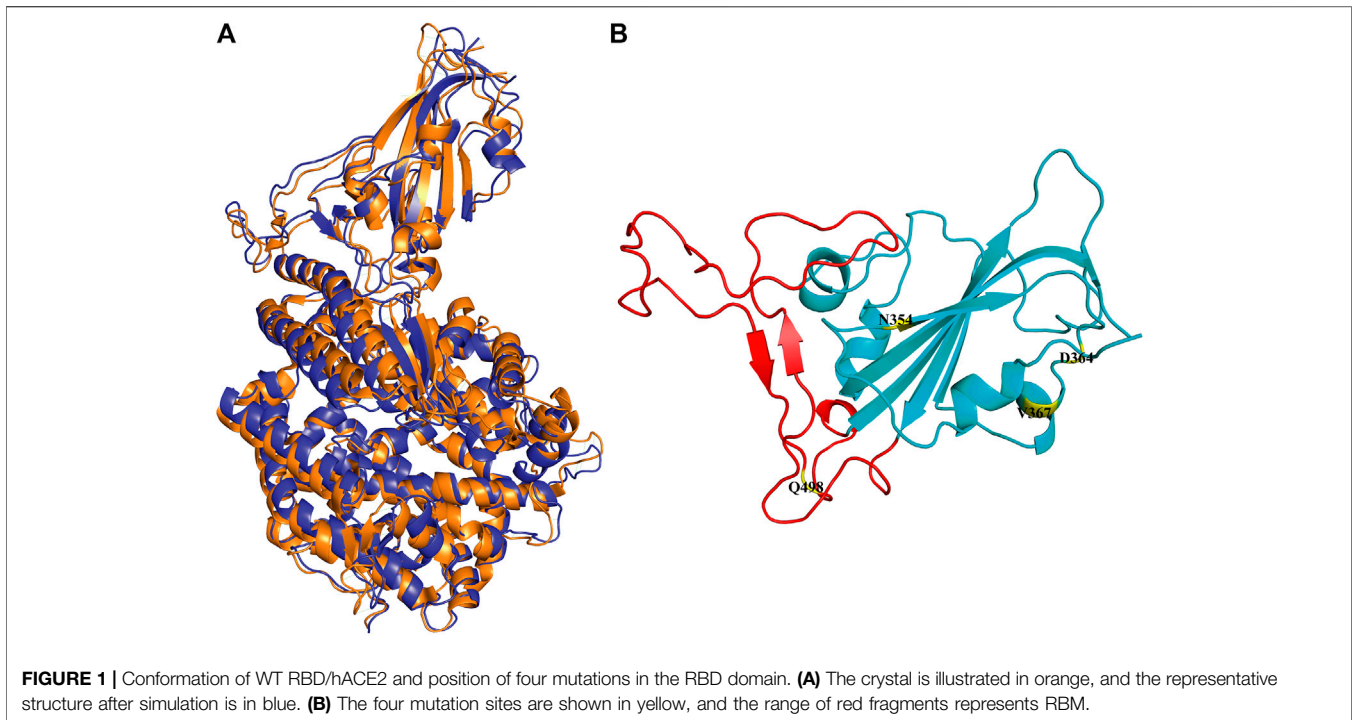 A
B
N354
D364
V367
Q498
FIGURE 1 | Conformation of WT RBD/hACE2 and position of four mutations in the RBD domain. (A) The crystal is illustrated in orange, and the representative
structure after simulation is in blue. (B) The four mutation sites are shown in yellow, and the range of red fragments represents RBM.